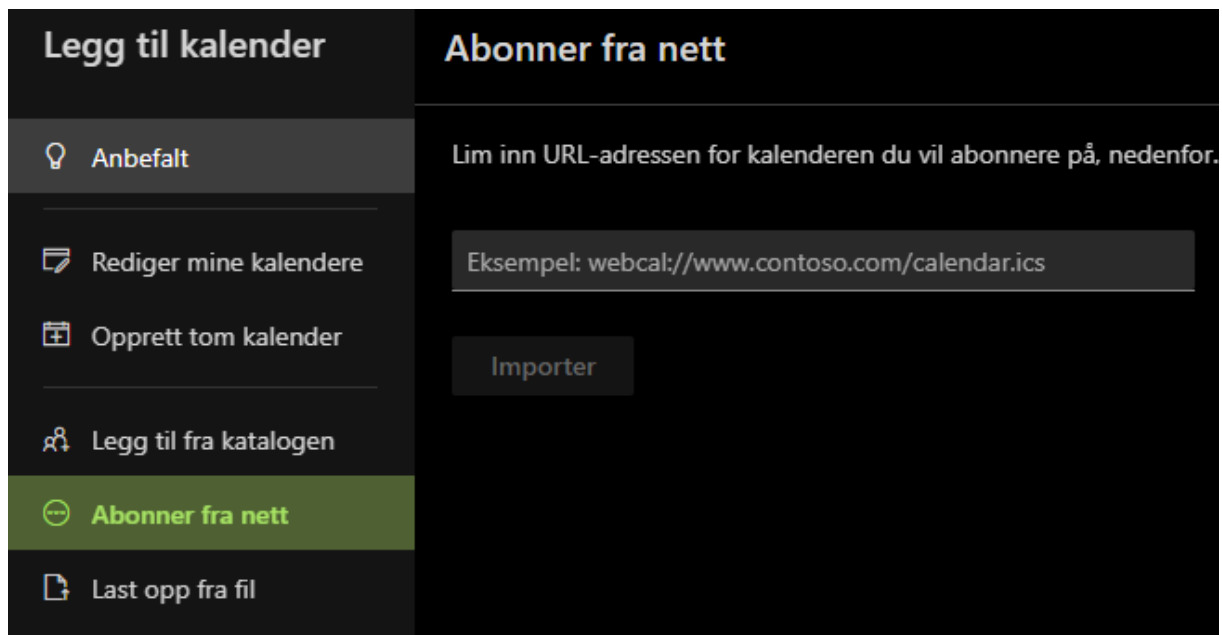 Legg til kalender
Anbefalt
Rediger mine kalendere
Opprett tom kalender
Legg til fra katalogen
Abonner fra nett
Last opp fra fil
Abonner fra nett
Lim inn URL-adressen for kalenderen du vil abonnere på, nedenfor.
Eksempel: webcal://www.contoso.com/calendar.ics
Importer